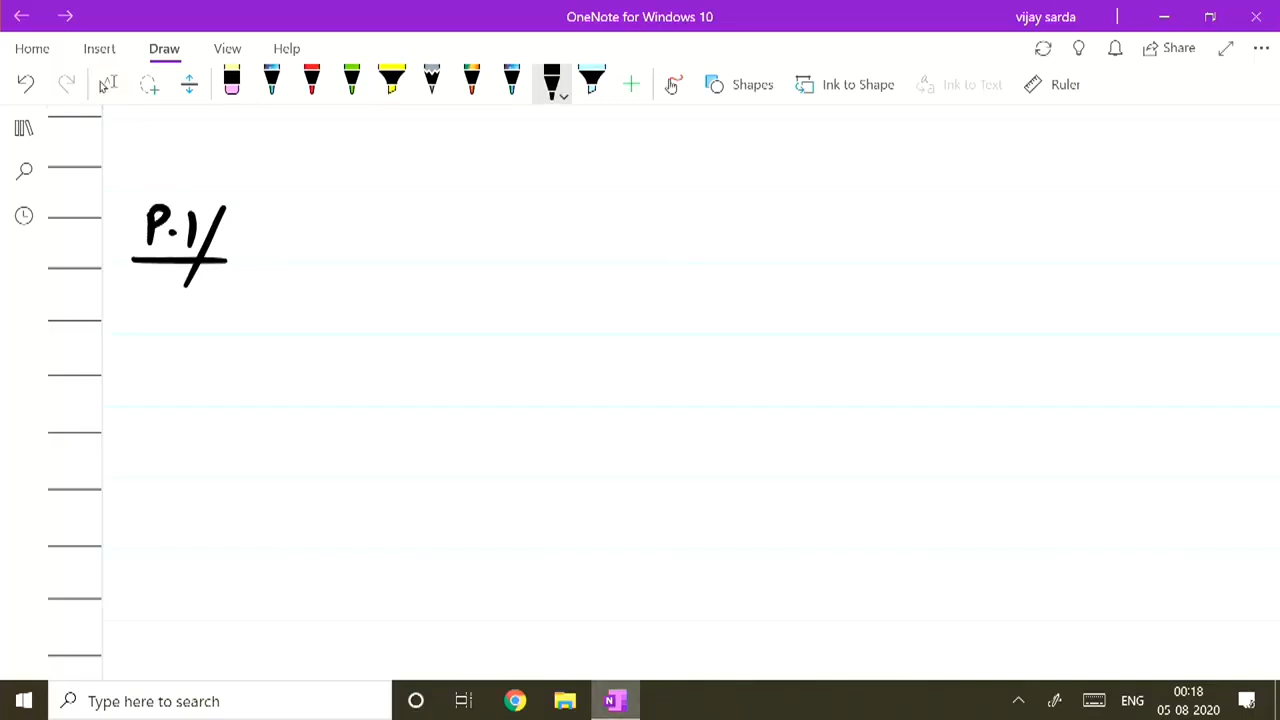 OneNote for Windows 10
vijay sarda
Home Insert Draw View Help
Share
Shapes Ink to Shape Ink to Text Ruler
P.1/
Type here to search
ENG
00:18
05-08-2020